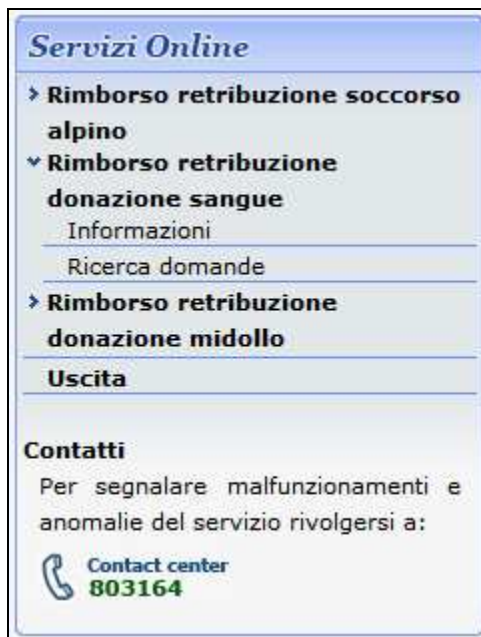 Servizi Online
Rimborso retribuzione soccorso
alpino
Rimborso retribuzione
donazione sangue
Informazioni
Ricerca domande
Rimborso retribuzione
donazione midollo
Uscita
Contatti
Per segnalare malfunzionamenti e
anomalie del servizio rivolgersi a:
Contact center
803164